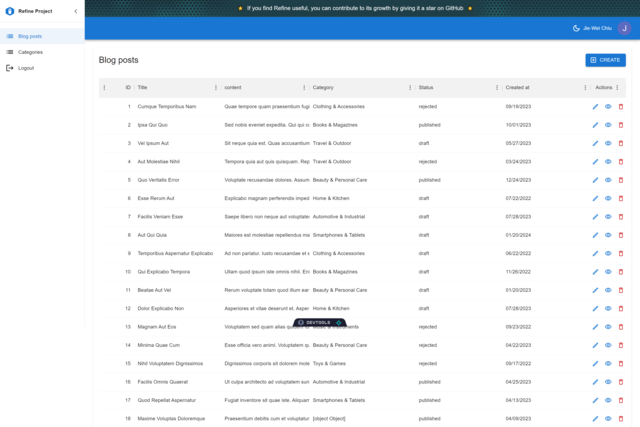 Refine Project
★ If you find Refine useful, you can contribute to its growth by giving it a star on GitHub ★
Jin-Wei Chiu J
Blog posts
Categories
Logout
Blog posts
CREATE
ID Title content Category Status Created at Actions
1 Cumque Temporibus Nam Quae tempore quam praesentium fugi Clothing & Accessories rejected 09/19/2023
2 Ipsa Qui Quo Sed nobis eveniet expedita. Qui qui c Books & Magazines published 10/01/2023
3 Vel Ipsum Aut Sit neque quia est. Quas accusantium Travel & Outdoor draft 05/27/2023
4 Aut Molestiae Nihil Tempora quia aut quis quisquam. Rep Travel & Outdoor rejected 03/24/2023
5 Quo Veritatis Error Voluptate recusandae dolores. Assum Beauty & Personal Care published 12/24/2023
6 Esse Rerum Aut Explicabo magnam perferendis imped Home & Kitchen draft 07/22/2022
7 Facilis Veniam Esse Saepe libero non neque aut voluptate Automotive & Industrial draft 07/28/2023
8 Aut Qui Quia Maiores est molestiae repellendus ma Smartphones & Tablets draft 01/20/2024
9 Temporibus Aspernatur Explicabo Ad non pariatur. Iusto recusandae et c Clothing & Accessories draft 06/22/2022
10 Qui Explicabo Tempora Ullam quod ipsum iste omnis nihil. Eni Books & Magazines draft 11/26/2022
11 Beatae Aut Vel Rerum voluptate totam quod illum ear Beauty & Personal Care draft 01/20/2023
12 Dolor Explicabo Non Asperiores et vitae deserunt et. Asper Home & Kitchen draft 07/28/2023
DEVTOOLS
13 Magnam Aut Eos Voluptatem sed quam alias rejected 09/23/2022
14 Minima Quae Cum Esse officia vero animi. Voluptatem q Beauty & Personal Care rejected 04/22/2023
15 Nihil Voluptatem Dignissimos Dignissimos corporis sit dolorem mole Toys & Games rejected 09/17/2022
16 Facilis Omnis Quaerat Ut culpa architecto ad voluptatem sun Automotive & Industrial published 04/25/2023
17 Quod Repellat Aspernatur Fugiat inventore sit quas iste. Aliquam Smartphones & Tablets published 04/13/2023
18 Maxime Voluptas Doloremque Praesentium debitis cum et voluptatur [object Object] published 04/09/2023